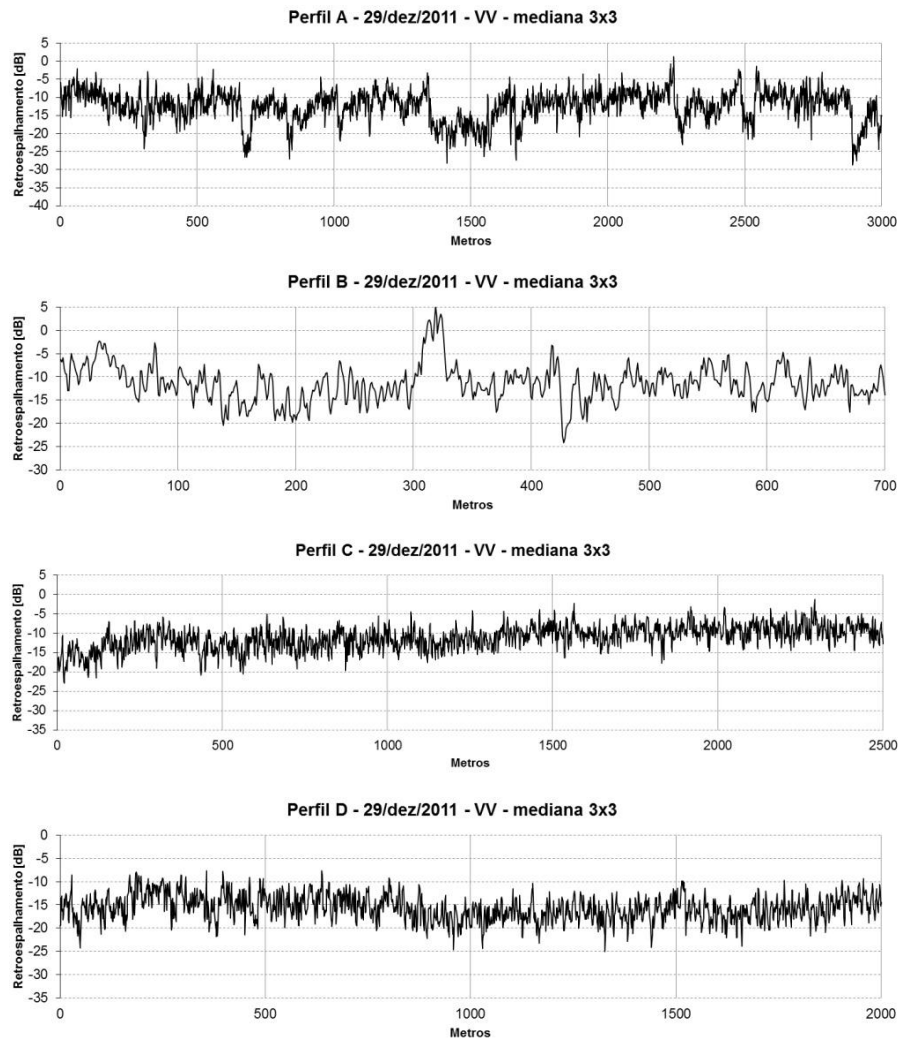 Perfil A - 29/dez/2011 - VV - mediana 3x3
Retroespalhamento [dB]
5
0
-5
-10
-15
-20
-25
-30
-35
-40
0 500 1000 1500 2000 2500 3000
Metros
Perfil B - 29/dez/2011 - VV - mediana 3x3
Retroespalhamento [dB]
5
0
-5
-10
-15
-20
-25
-30
0 100 200 300 400 500 600 700
Metros
Perfil C - 29/dez/2011 - VV - mediana 3x3
Retroespalhamento [dB]
5
0
-5
-10
-15
-20
-25
-30
-35
0 500 1000 1500 2000 2500
Metros
Perfil D - 29/dez/2011 - VV - mediana 3x3
Retroespalhamento [dB]
0
-5
-10
-15
-20
-25
-30
-35
0 500 1000 1500 2000
Metros